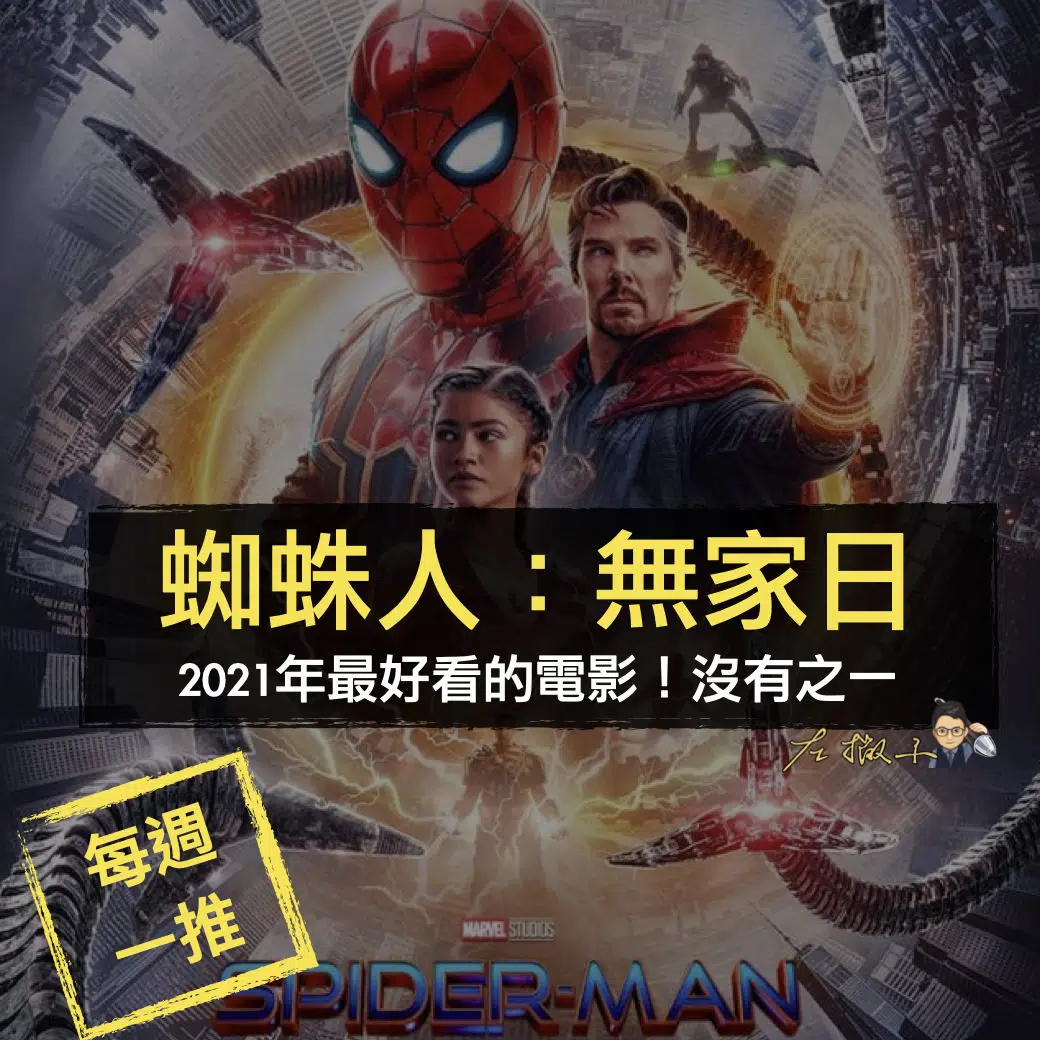 蜘蛛人：無家日
2021年最好看的電影！沒有之一
左撇子
每週
一推
MARVEL STUDIOS
SPIDER-MAN